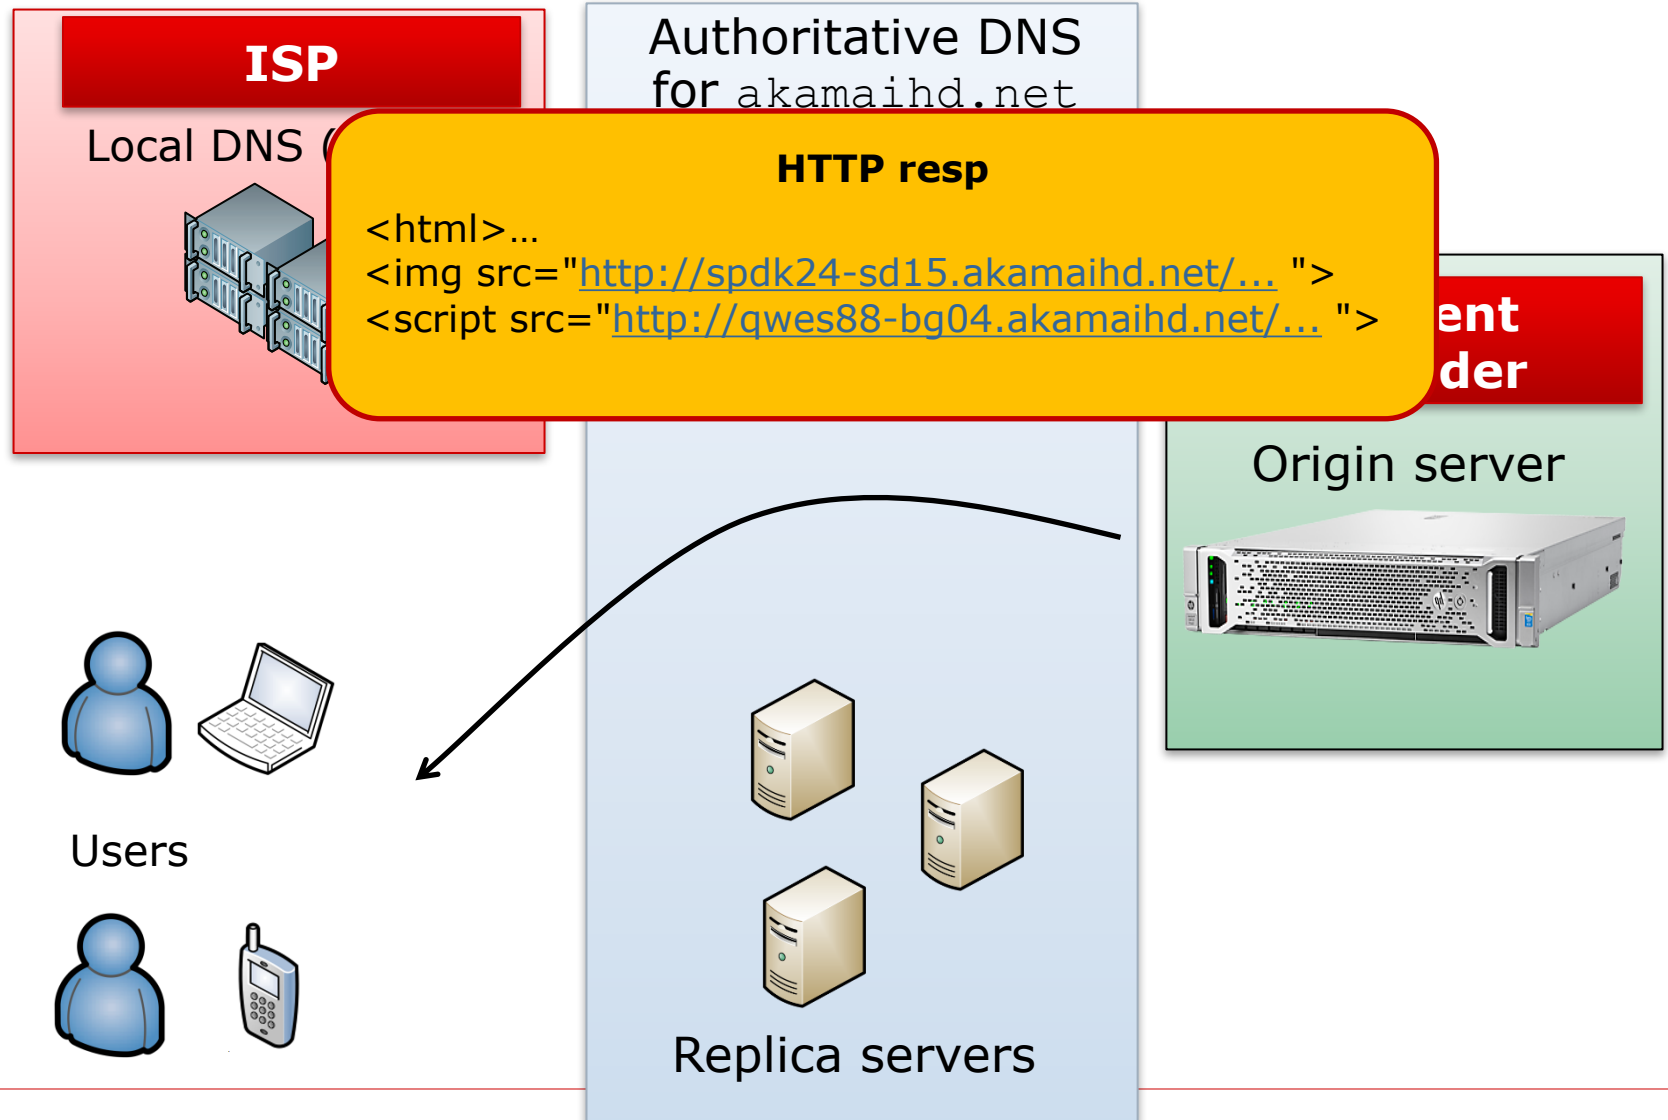 ISP
Local DNS (
Authoritative DNS
for akamaihd.net
HTTP resp
<html>…
<img src="http://spdk24-sd15.akamaihd.net/... ">
<script src="http://qwes88-bg04.akamaihd.net/... ">
ent
der
Origin server
Users
Replica servers